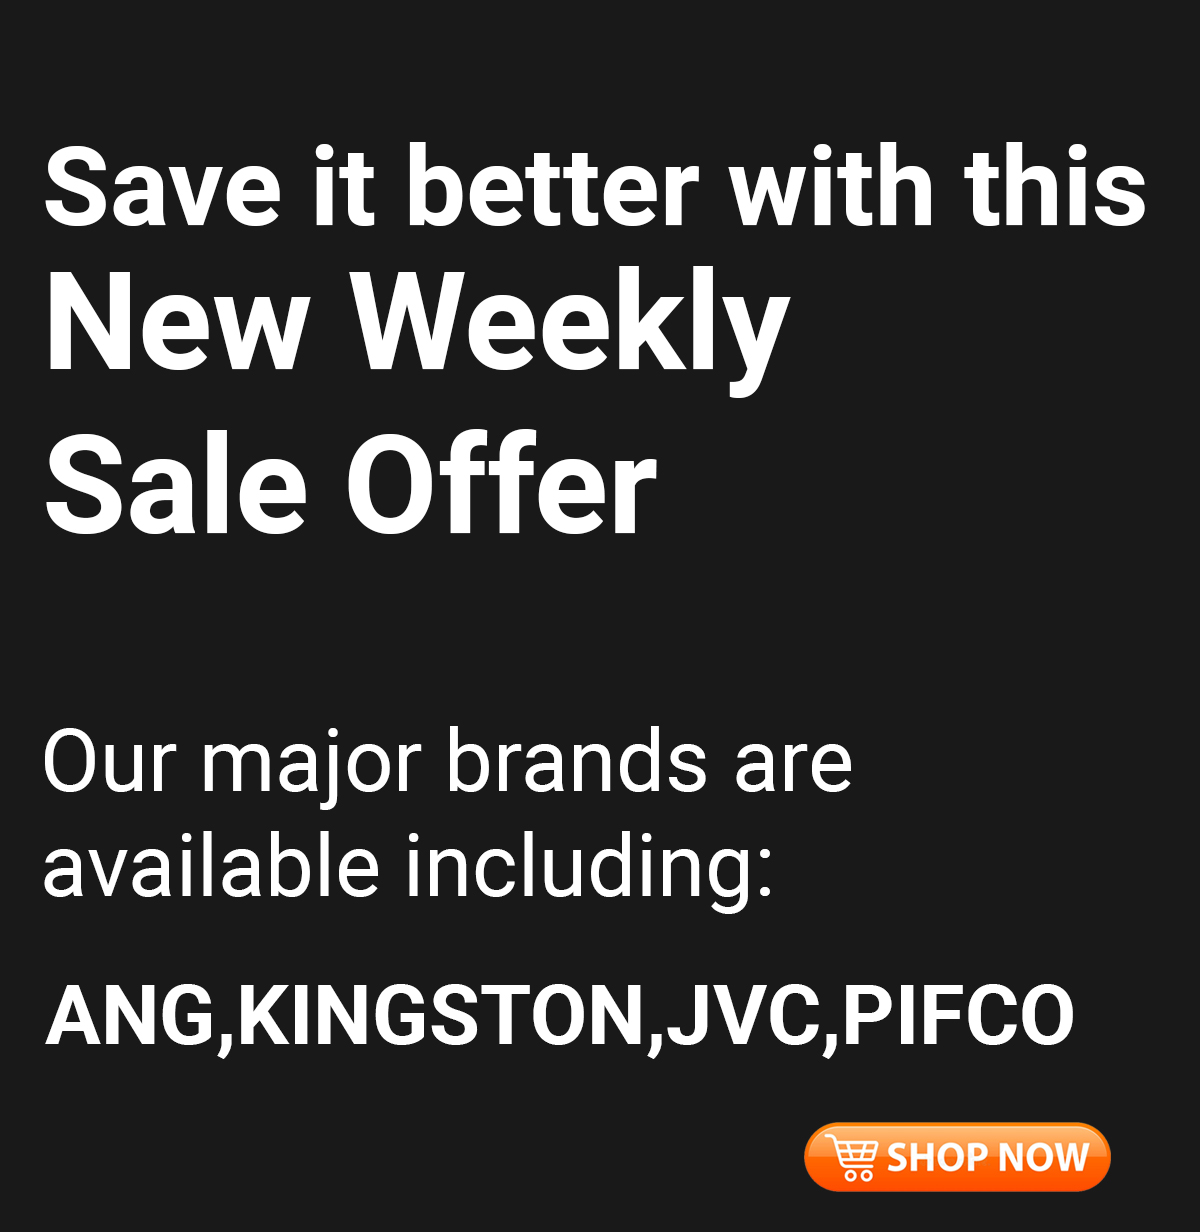 Save it better with this
New Weekly
Sale Offer
Our major brands are
available including:
ANG,KINGSTON,JVC,PIFCO
SHOP NOW